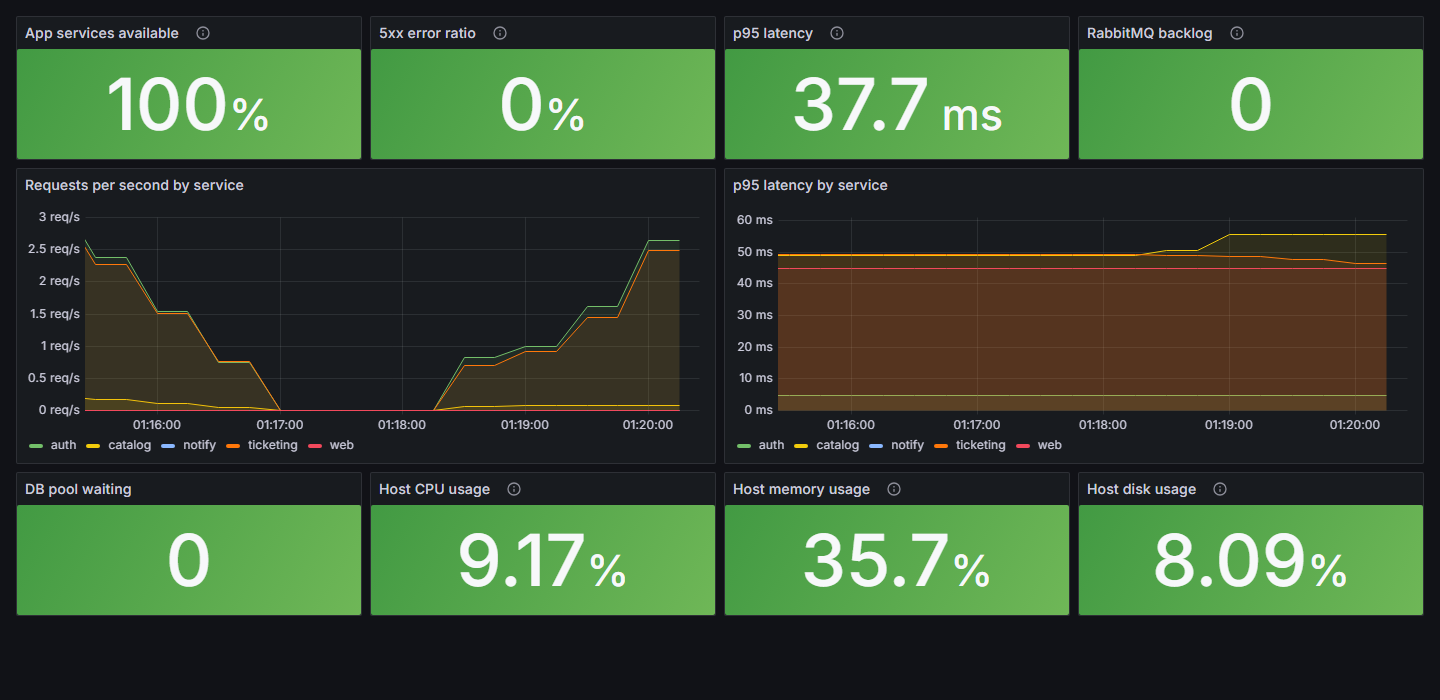 App services available
5xx error ratio
p95 latency
RabbitMQ backlog
100%
0%
37.7 ms
0
Requests per second by service
3 req/s
2.5 req/s
2 req/s
1.5 req/s
1 req/s
0.5 req/s
0 req/s
01:16:00 01:17:00 01:18:00 01:19:00 01:20:00
auth catalog notify ticketing web
p95 latency by service
60 ms
50 ms
40 ms
30 ms
20 ms
10 ms
0 ms
01:16:00 01:17:00 01:18:00 01:19:00 01:20:00
auth catalog notify ticketing web
DB pool waiting
Host CPU usage
Host memory usage
Host disk usage
0
9.17%
35.7%
8.09%